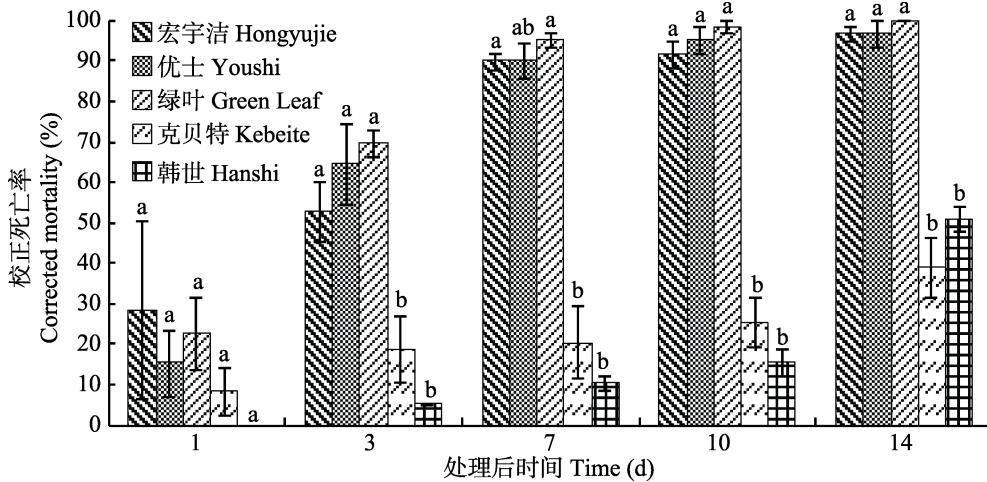 校正死亡率
Corrected mortality (%)
100
90
80
70
60
50
40
30
20
10
0
宏宇洁 Hongyujie
优士 Youshi
绿叶 Green Leaf
克贝特 Kebeite
韩世 Hanshi
a a a a a
a a a b b
a ab a b b
a a a b b
a a a b b
1 3 7 10 14
处理后时间 Time (d)